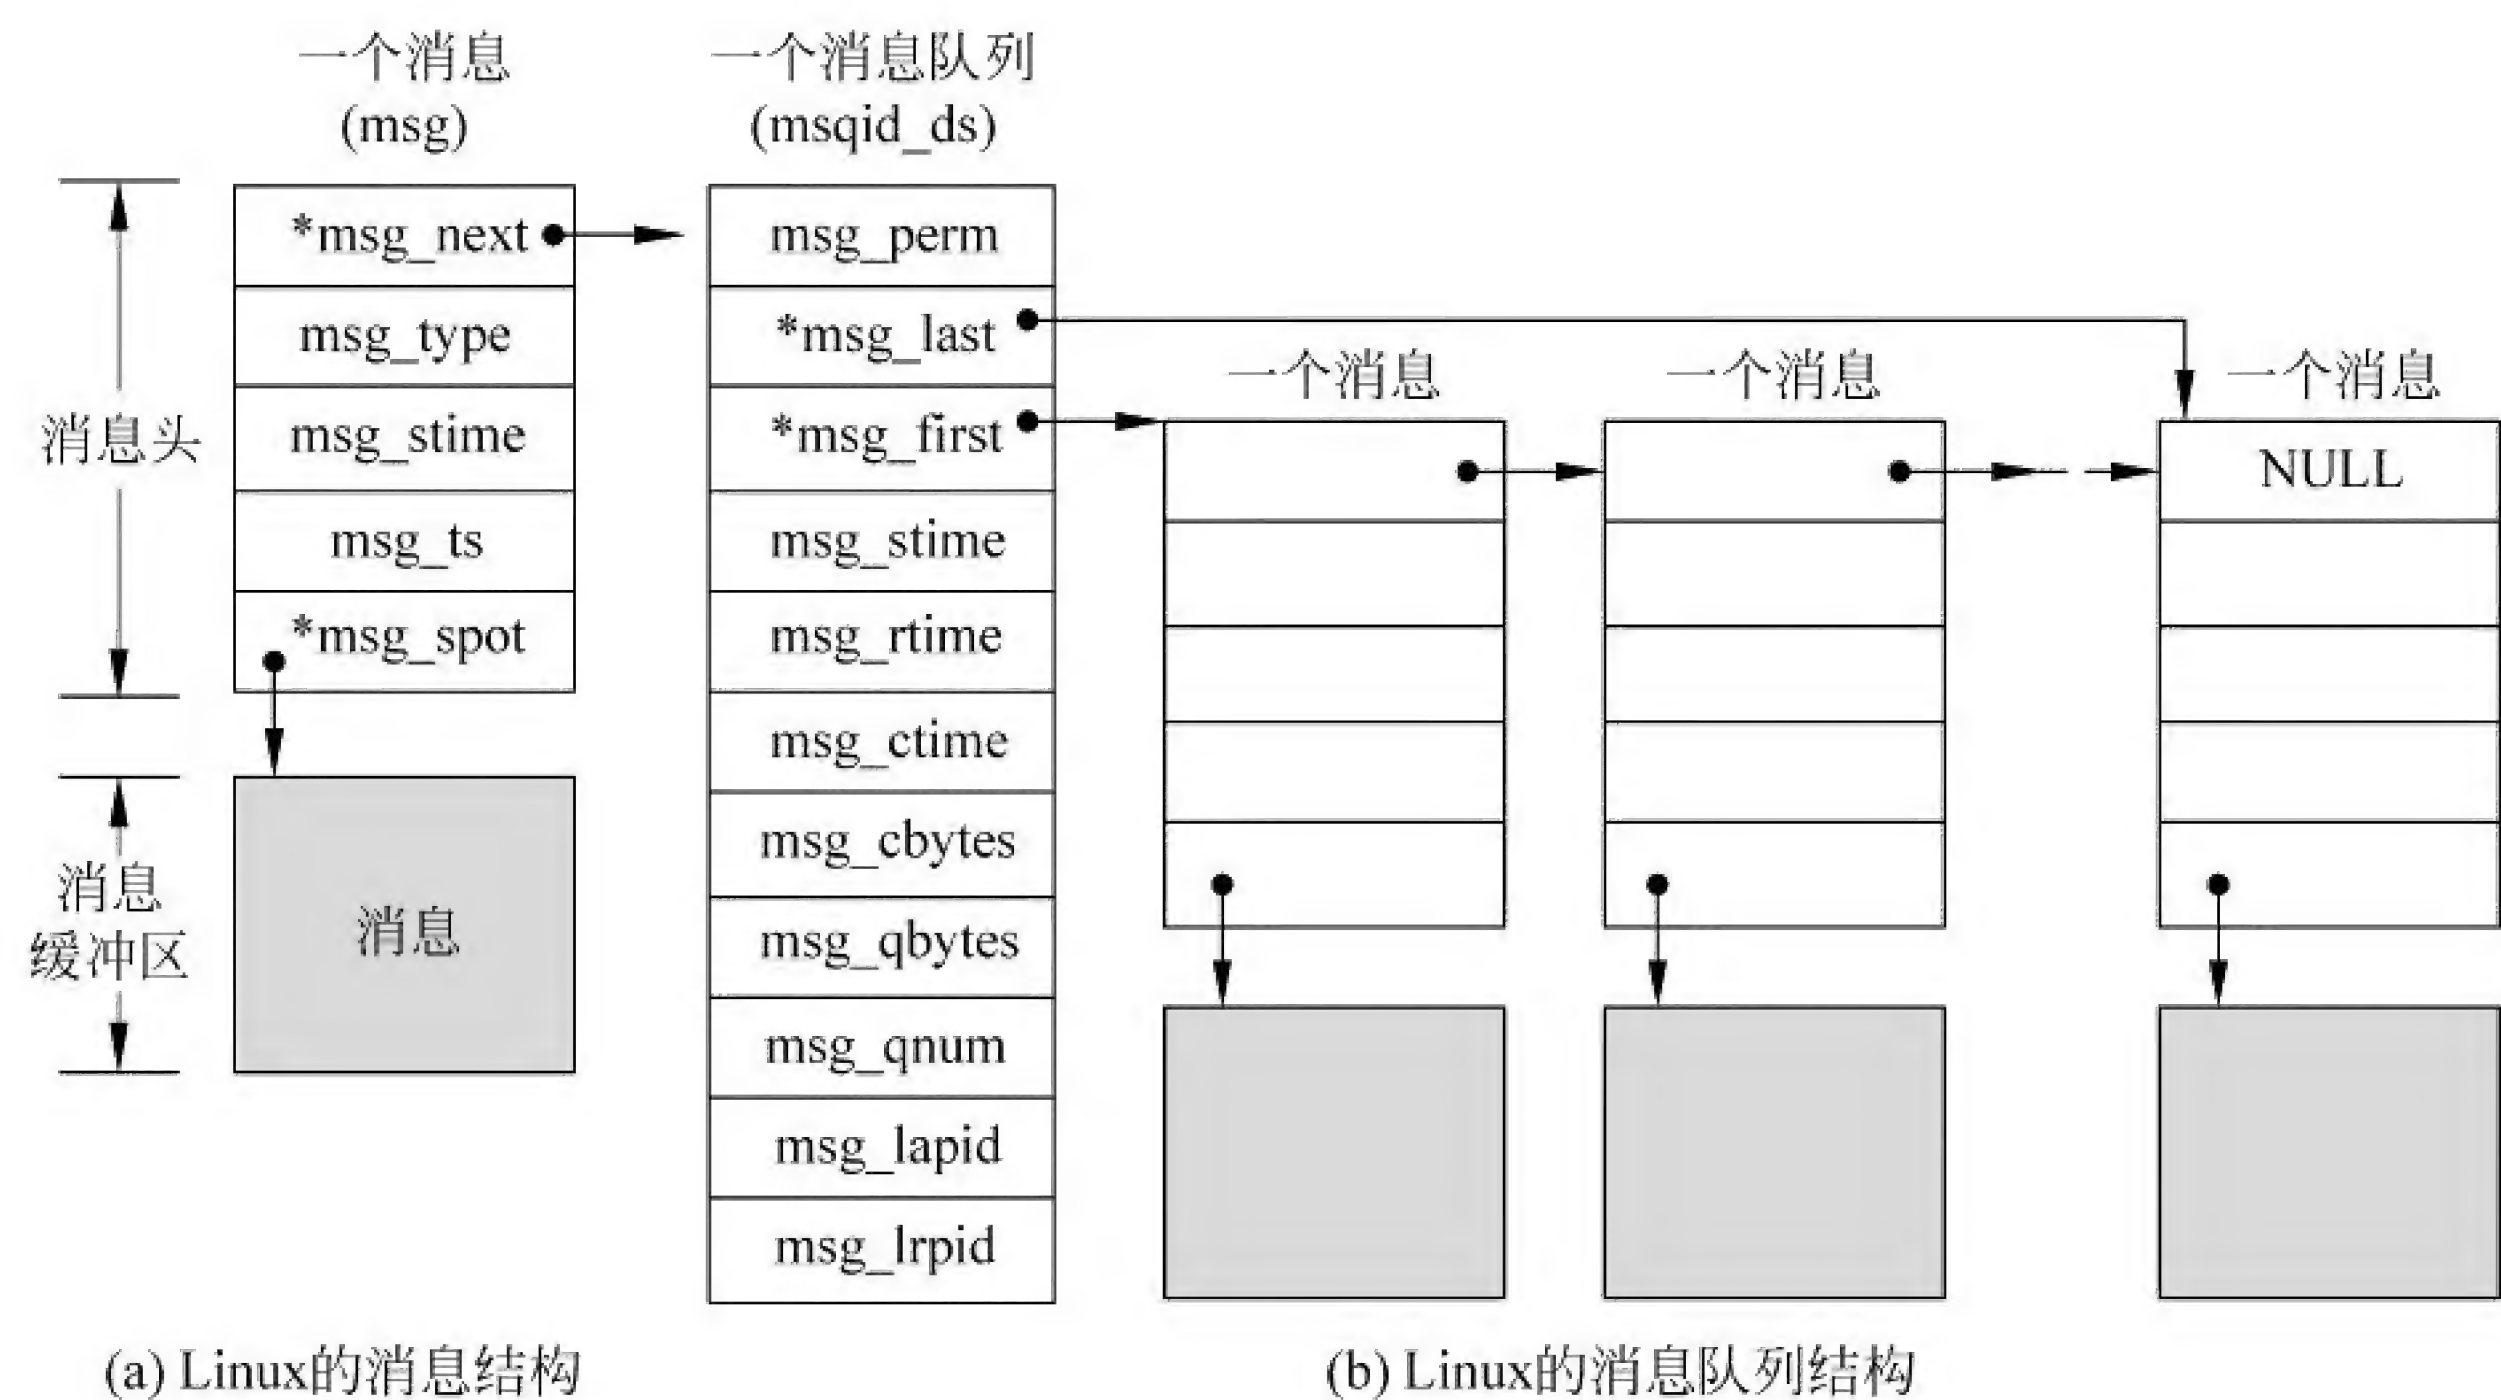 一个消息
(msg)
一个消息队列
(msqid_ds)
消息头
*msg_next
msg_type
msg_stime
msg_ts
*msg_spot
消息
缓冲区
消息
msg_perm
*msg_last
*msg_first
msg_stime
msg_rtime
msg_ctime
msg_cbytes
msg_qbytes
msg_qnum
msg_lapid
msg_lrpid
一个消息
一个消息
一个消息
NULL
(a) Linux的消息结构
(b) Linux的消息队列结构